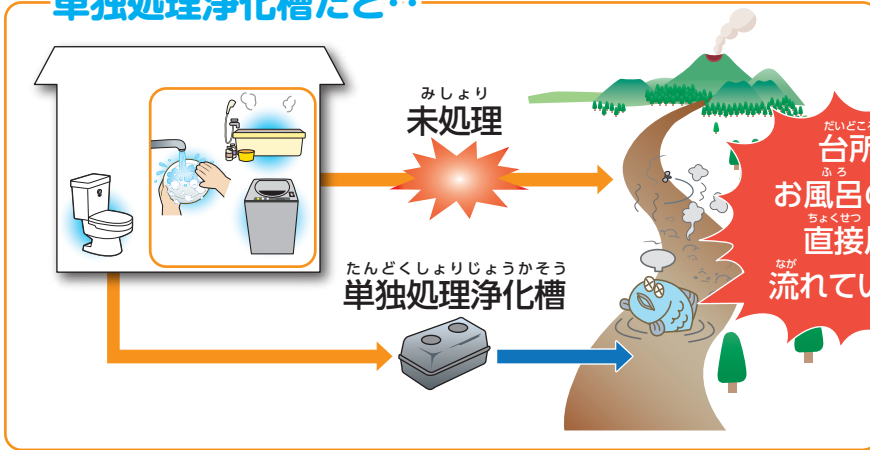 単独処理浄化槽だと‥
みしょり
未処理
たんどくしょりじょうかそう
単独処理浄化槽
だいどころ
台所
ふろ
お風呂の
ちょくせつ
直接
なが
流れてい